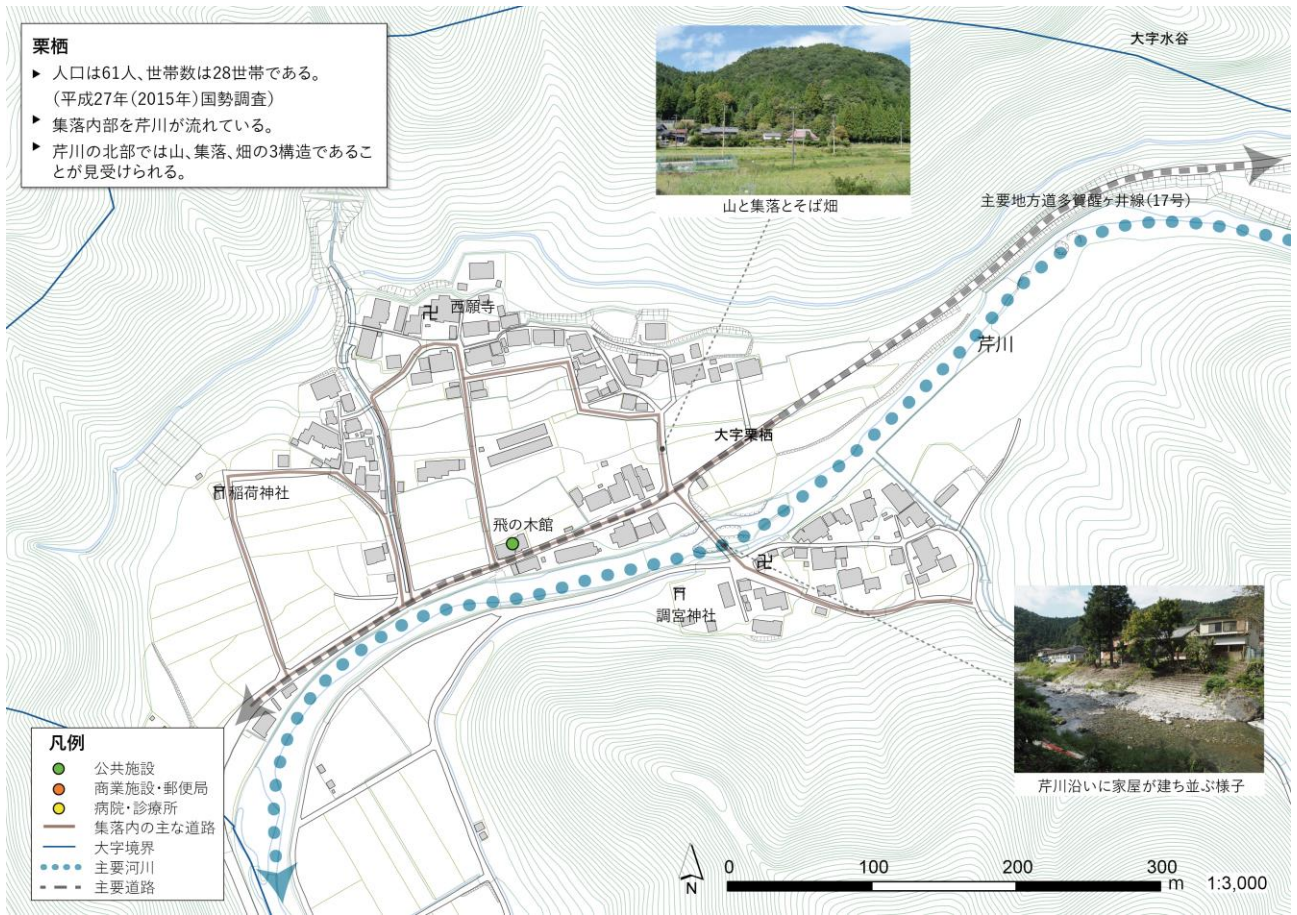 栗栖
▶ 人口は61人、世帯数は28世帯である。
(平成27年(2015年)国勢調査)
▶ 集落内部を芹川が流れている。
▶ 芹川の北部では山、集落、畑の3構造であるこ
とが見受けられる。
大字水谷
山と集落とそば畑
主要地方道多賀醒ヶ井線(17号)
西願寺
芹川
大字栗栖
稲荷神社
飛の木館
調宮神社
芹川沿いに家屋が建ち並ぶ様子
凡例
公共施設
商業施設・郵便局
病院・診療所
集落内の主な道路
大字境界
主要河川
主要道路
N
0 100 200 300
m 1:3,000